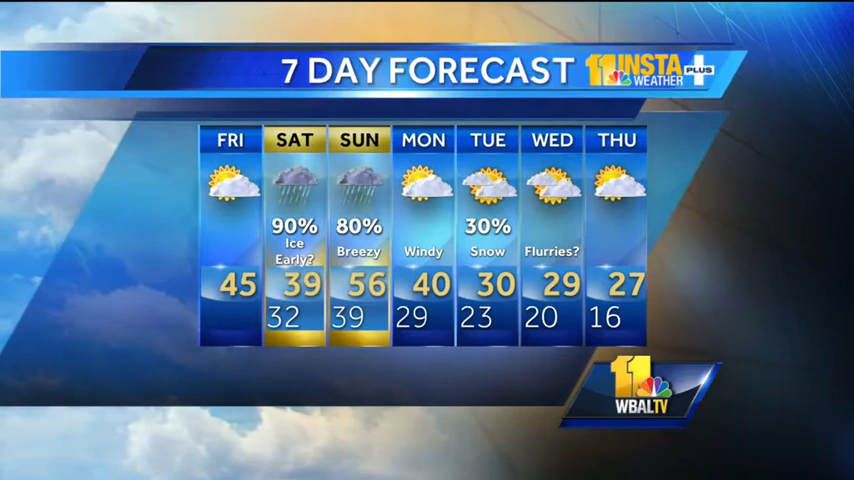 7 DAY FORECAST
11 INSTA
WEATHER
PLUS
FRI SAT SUN MON TUE WED THU
90% 80% 30%
Ice
Early? Breezy Windy Snow Flurries?
45 39 56 40 30 29 27
32 39 29 23 20 16
11
WBALTV